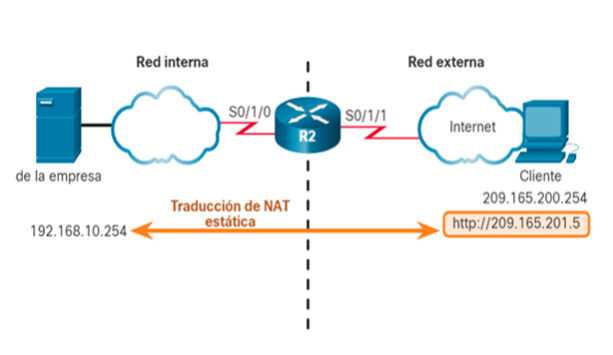 Red interna
Red externa
S0/1/0
S0/1/1
R2
Internet
de la empresa
Cliente
209.165.200.254
Traducción de NAT
estática
192.168.10.254
http://209.165.201.5